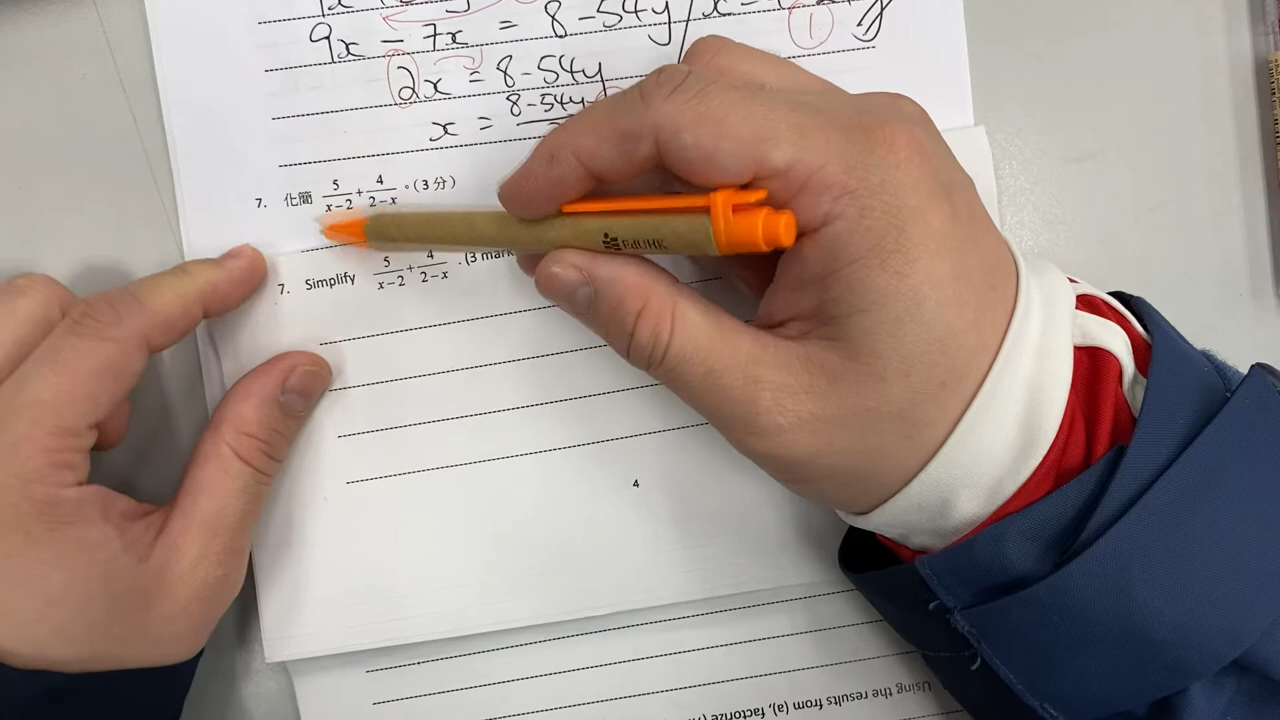 9x - 7x = 8-54y
2x = 8-54y
x = 8-54y
1
7. 化簡 5/(x-2) + 4/(2-x) 。(3 分)
7. Simplify 5/(x-2) + 4/(2-x) . (3 mark
EdUHK
4
Using the results from (a), factorize